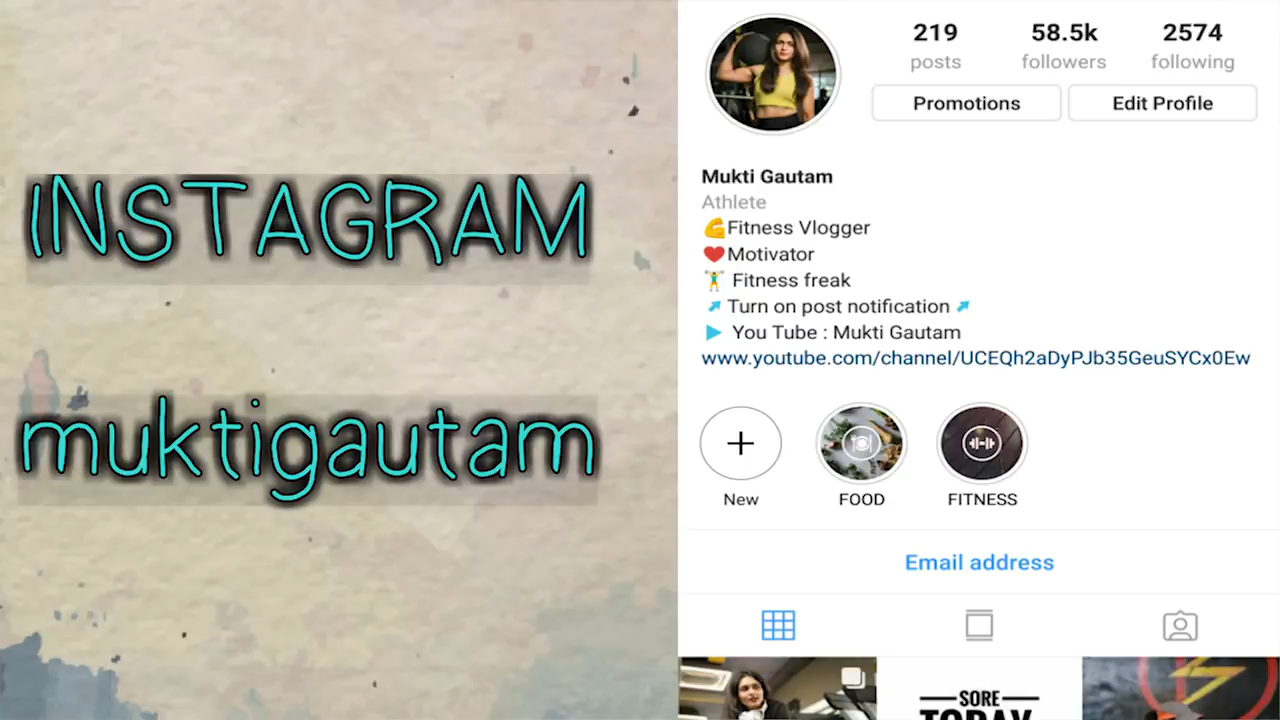 INSTAGRAM
muktigautam
219 58.5k 2574
posts followers following
Promotions Edit Profile
Mukti Gautam
Athlete
💪Fitness Vlogger
❤️Motivator
🏋️ Fitness freak
↗ Turn on post notification ↗
▶ You Tube : Mukti Gautam
www.youtube.com/channel/UCEQh2aDyPJb35GeuSYCx0Ew
New FOOD FITNESS
Email address
SORE
TODAY